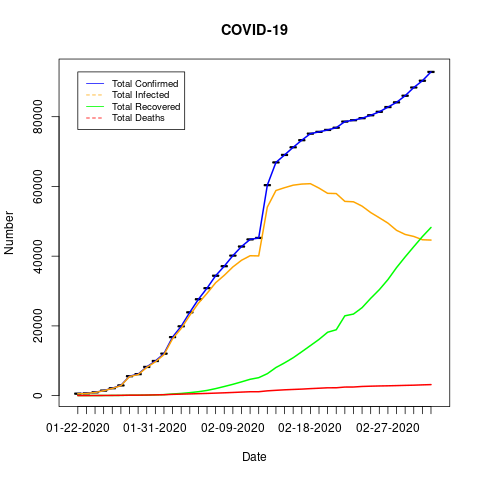 COVID-19
Total Confirmed
Total Infected
Total Recovered
Total Deaths
Number
80000
60000
40000
20000
0
01-22-2020 01-31-2020 02-09-2020 02-18-2020 02-27-2020
Date